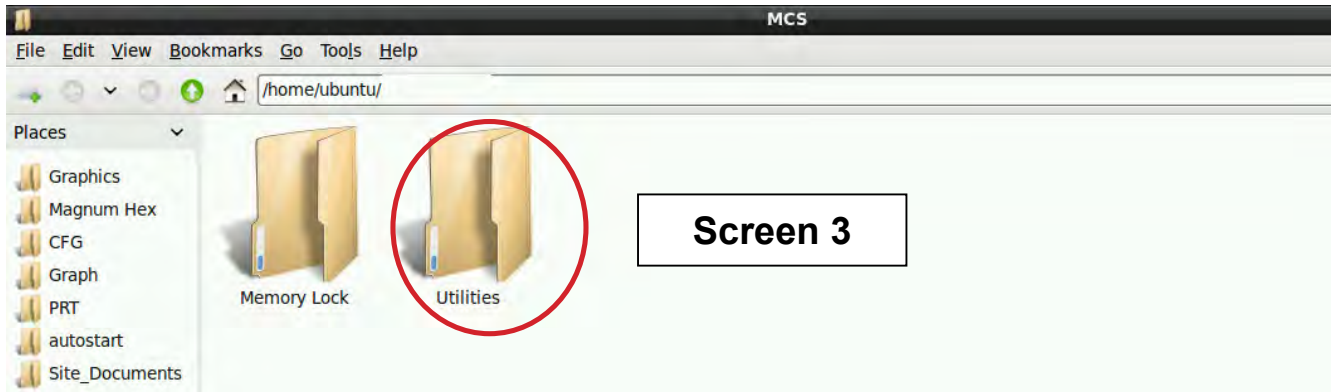 MCS
File Edit View Bookmarks Go Tools Help
/home/ubuntu/
Places
Graphics
Magnum Hex
CFG
Graph
PRT
autostart
Site_Documents
Memory Lock
Utilities
Screen 3